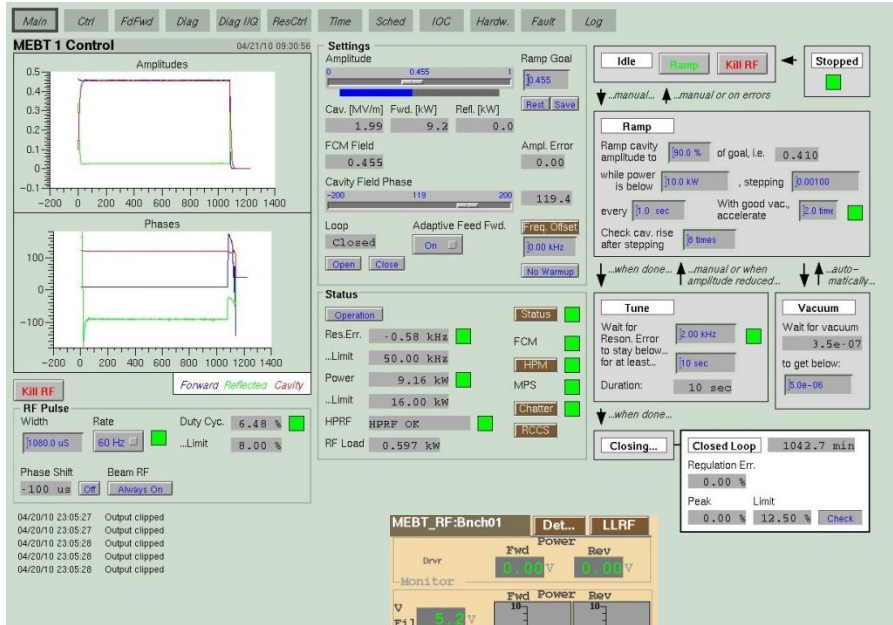 Main Ctrl FdFwd Diag Diag I/Q ResCtrl Time Sched IOC Hardw. Fault Log
MEBT 1 Control 04/21/10 09:30:56
Amplitudes
0.5
0.4
0.3
0.2
0.1
0
-0.1
-200 0 200 400 600 800 1000 1200 1400
Phases
100
0
-100
-200 0 200 400 600 800 1000 1200 1400
Kill RF
Forward Reflected Cavity
RF Pulse
Width Rate Duty Cyc. 6.48 %
1080.0 uS 60 Hz ...Limit 8.00 %
Phase Shift Beam RF
-100 us Off Always On
04/20/10 23:05:27 Output clipped
04/20/10 23:05:27 Output clipped
04/20/10 23:05:28 Output clipped
04/20/10 23:05:28 Output clipped
04/20/10 23:05:28 Output clipped
Settings
Amplitude Ramp Goal
0 0.455 1 0.455
Rest. Save
Cav. [MV/m] Fwd. [kW] Refl. [kW]
1.99 9.2 0.0
FCM Field Ampl. Error
0.455 0.00
Cavity Field Phase
-200 119 200 119.4
Loop Adaptive Feed Fwd. Freq. Offset
Closed On 0.00 kHz
Open Close No Warmup
Status
Operation Status
Res.Err. -0.58 kHz FCM
...Limit 50.00 kHz HPM
Power 9.16 kW MPS
...Limit 16.00 kW Chatter
HPRF HPRF OK RCCS
RF Load 0.597 kW
Idle Ramp Kill RF Stopped
...manual... ...manual or on errors
Ramp
Ramp cavity
amplitude to 90.0 % of goal, i.e. 0.410
while power
is below 10.0 kW , stepping 0.00100
every 1.0 sec With good vac.,
accelerate 2.0 time
Check cav. rise
after stepping 8 times
...when done... ...manual or when
amplitude reduced... ...auto-
matically...
Tune
Wait for
Reson. Error 2.00 kHz
to stay below...
for at least... 10 sec
Duration: 10 sec
Vacuum
Wait for vacuum
3.5e-07
to get below:
5.0e-06
...when done...
Closing... Closed Loop 1042.7 min
Regulation Err.
0.00 %
Peak Limit
0.00 % 12.50 % Check
MEBT_RF:Bnch01 Det... LLRF
Power
Fwd Rev
Drvr 0.00 V 0.00 V
Monitor
Fwd Power Rev
V 10 10
Fil 5.2 V